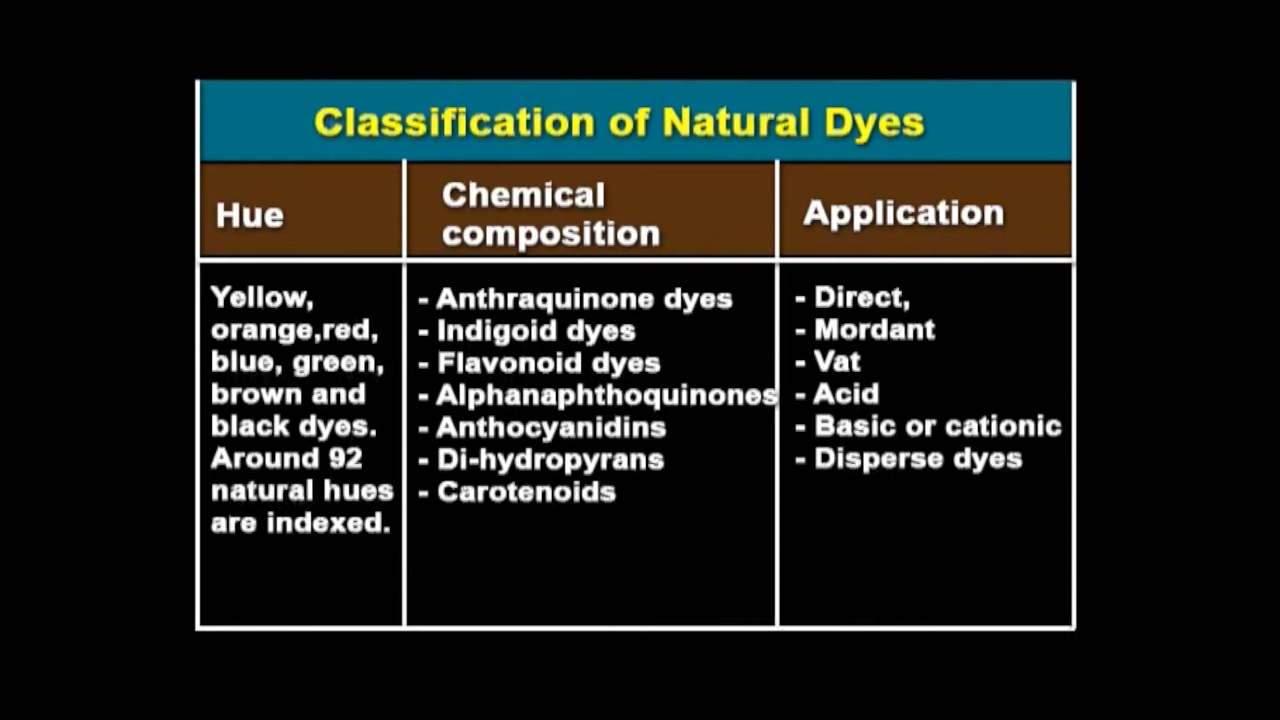 Classification of Natural Dyes
Hue
Chemical
composition
Application
Yellow,
orange,red,
blue, green,
brown and
black dyes.
Around 92
natural hues
are indexed.
- Anthraquinone dyes
- Indigoid dyes
- Flavonoid dyes
- Alphanaphthoquinones
- Anthocyanidins
- Di-hydropyrans
- Carotenoids
- Direct,
- Mordant
- Vat
- Acid
- Basic or cationic
- Disperse dyes